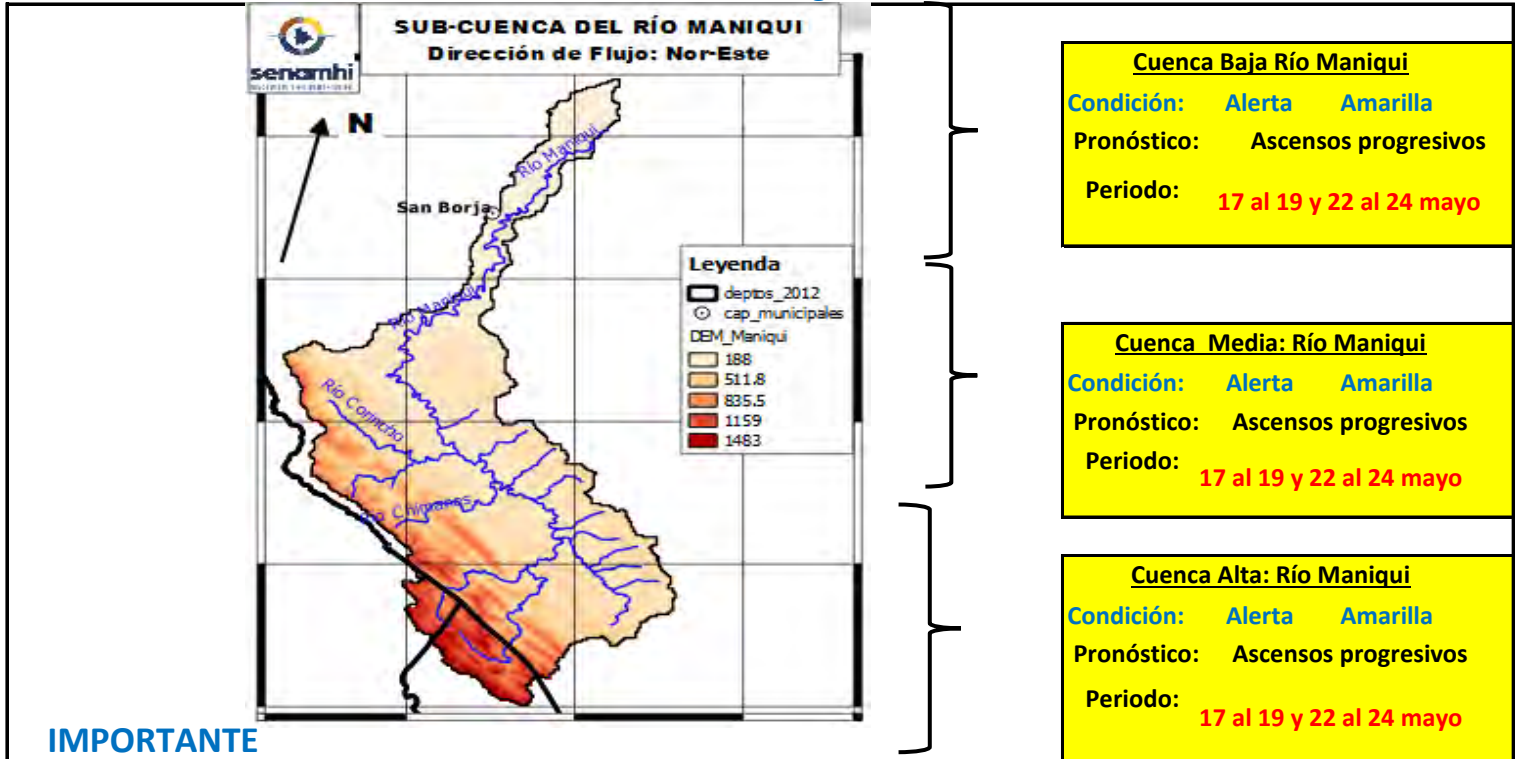 SUB-CUENCA DEL RÍO MANIQUI
Dirección de Flujo: Nor-Este
senamhi
N
Río Maniqui
San Borja
Río Maniqui
Río Corincho
Chimanes
Leyenda
deptos_2012
cap_municipales
DEM_Maniqui
188
511.8
835.5
1159
1483
Cuenca Baja Río Maniqui
Condición: Alerta Amarilla
Pronóstico: Ascensos progresivos
Periodo: 17 al 19 y 22 al 24 mayo
Cuenca Media: Río Maniqui
Condición: Alerta Amarilla
Pronóstico: Ascensos progresivos
Periodo: 17 al 19 y 22 al 24 mayo
Cuenca Alta: Río Maniqui
Condición: Alerta Amarilla
Pronóstico: Ascensos progresivos
Periodo: 17 al 19 y 22 al 24 mayo
IMPORTANTE